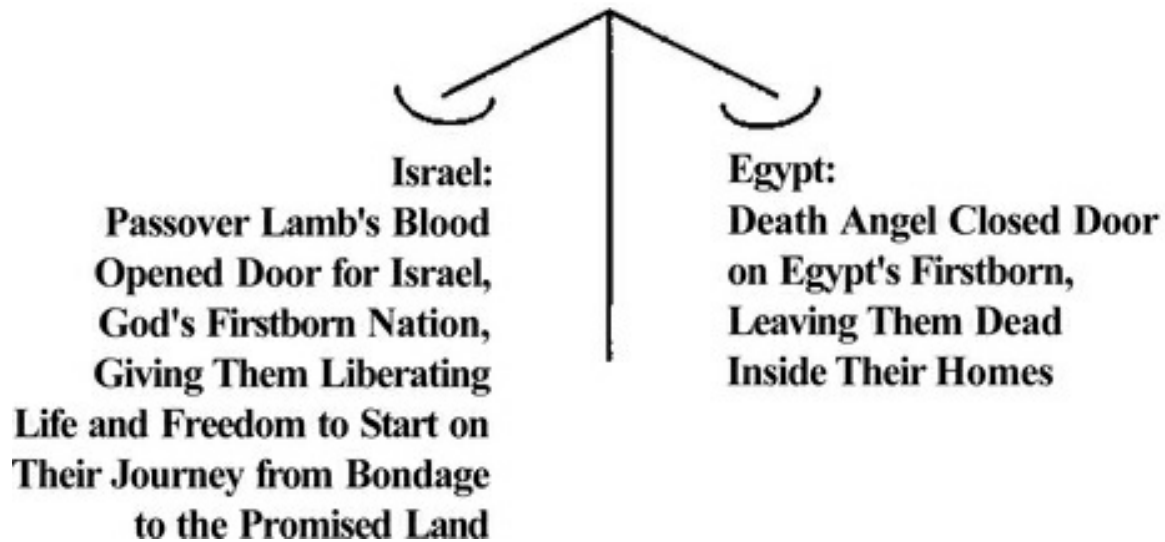 Israel:
Passover Lamb's Blood
Opened Door for Israel,
God's Firstborn Nation,
Giving Them Liberating
Life and Freedom to Start on
Their Journey from Bondage
to the Promised Land
Egypt:
Death Angel Closed Door
on Egypt's Firstborn,
Leaving Them Dead
Inside Their Homes